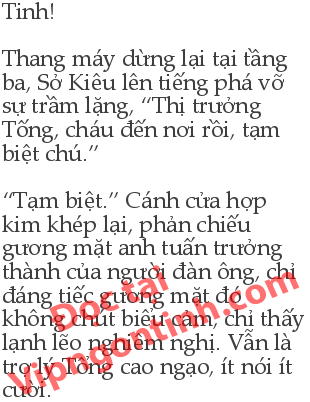 Tinh!
Thang máy dừng lại tại tầng
ba, Sở Kiêu lên tiếng phá vỡ
sự trầm lặng, “Thị trưởng
Tống, cháu đến nơi rồi, tạm
biệt chú.”
“Tạm biệt.” Cánh cửa hợp
kim khép lại, phản chiếu
gương mặt anh tuấn trưởng
thành của người đàn ông, chỉ
đáng tiếc gương mặt đó
không chút biểu cảm, chỉ thấy
lạnh lẽo nghiêm nghị. Vẫn là
trợ lý Tống cao ngạo, ít nói ít
cười.
Đọc tại
Vipngontinh.com